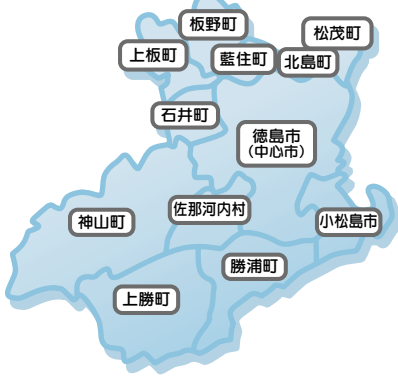 板野町
松茂町
上板町
藍住町
北島町
石井町
徳島市
(中心市)
佐那河内村
神山町
小松島市
勝浦町
上勝町